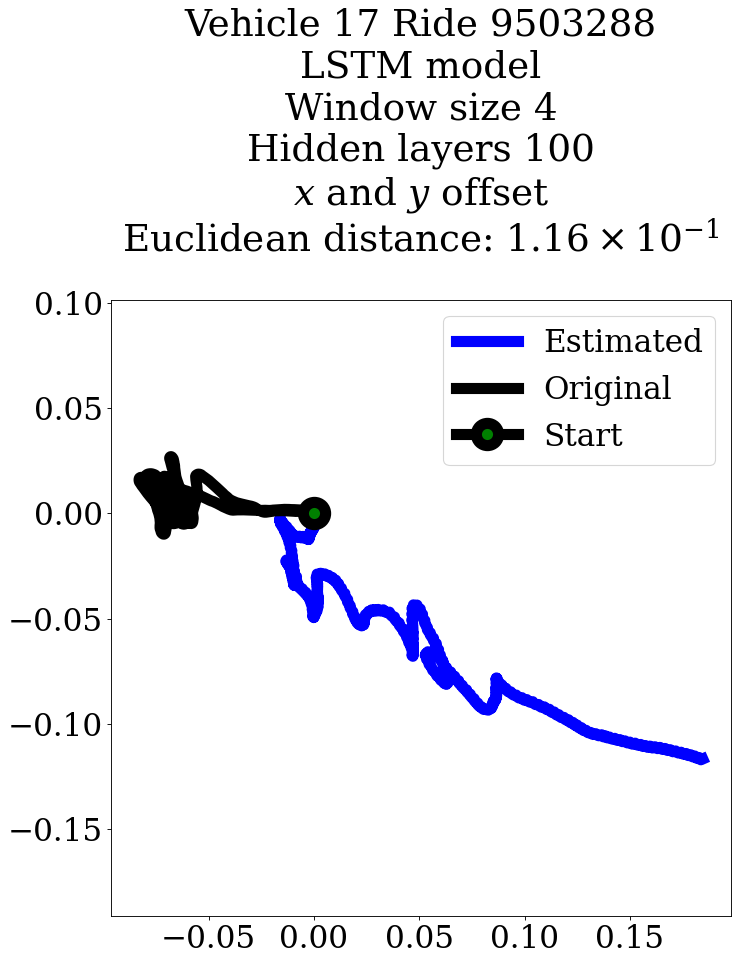 Vehicle 17 Ride 9503288
LSTM model
Window size 4
Hidden layers 100
x and y offset
Euclidean distance: 1.16 × 10⁻¹
Estimated
Original
Start
0.10
0.05
0.00
−0.05
−0.10
−0.15
−0.05 0.00 0.05 0.10 0.15